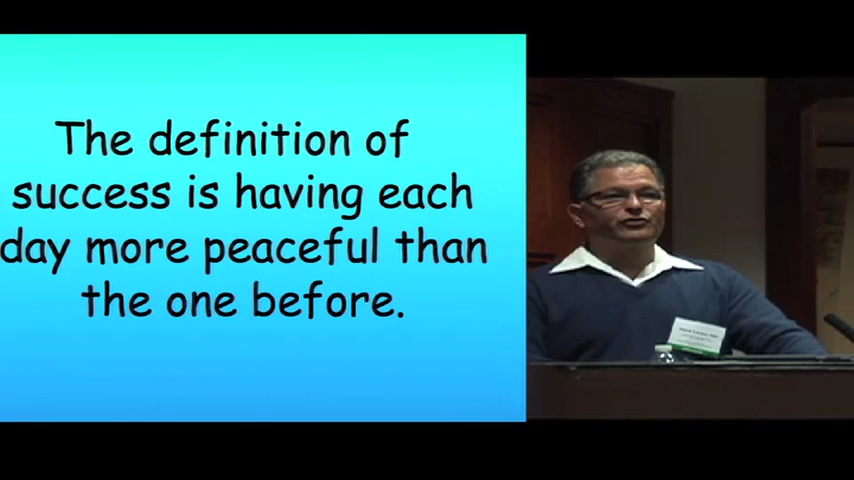 The definition of
success is having each
day more peaceful than
the one before.